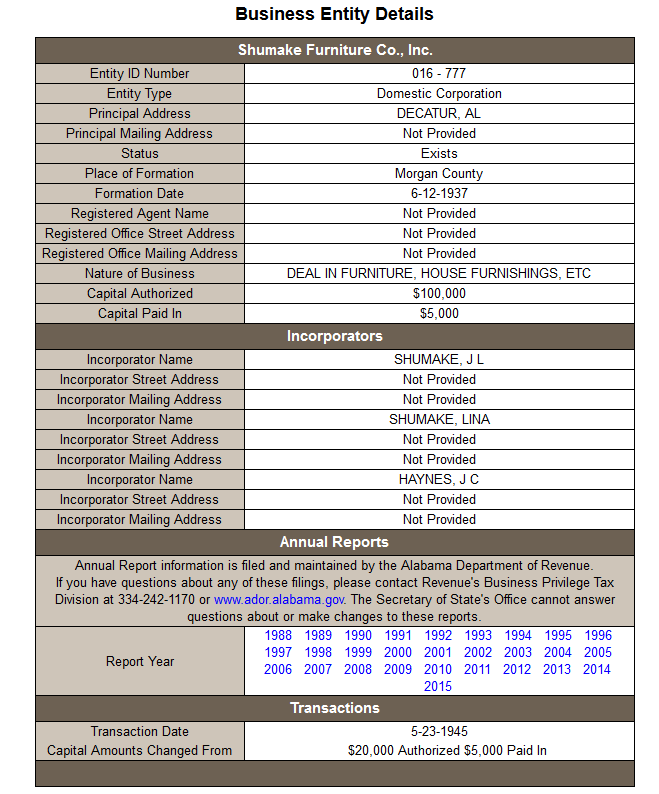 Business Entity Details
Shumake Furniture Co., Inc.
Entity ID Number 016 - 777
Entity Type Domestic Corporation
Principal Address DECATUR, AL
Principal Mailing Address Not Provided
Status Exists
Place of Formation Morgan County
Formation Date 6-12-1937
Registered Agent Name Not Provided
Registered Office Street Address Not Provided
Registered Office Mailing Address Not Provided
Nature of Business DEAL IN FURNITURE, HOUSE FURNISHINGS, ETC
Capital Authorized $100,000
Capital Paid In $5,000
Incorporators
Incorporator Name SHUMAKE, J L
Incorporator Street Address Not Provided
Incorporator Mailing Address Not Provided
Incorporator Name SHUMAKE, LINA
Incorporator Street Address Not Provided
Incorporator Mailing Address Not Provided
Incorporator Name HAYNES, J C
Incorporator Street Address Not Provided
Incorporator Mailing Address Not Provided
Annual Reports
Annual Report information is filed and maintained by the Alabama Department of Revenue.
If you have questions about any of these filings, please contact Revenue's Business Privilege Tax
Division at 334-242-1170 or www.ador.alabama.gov. The Secretary of State's Office cannot answer
questions about or make changes to these reports.
Report Year
1988 1989 1990 1991 1992 1993 1994 1995 1996
1997 1998 1999 2000 2001 2002 2003 2004 2005
2006 2007 2008 2009 2010 2011 2012 2013 2014
2015
Transactions
Transaction Date 5-23-1945
Capital Amounts Changed From $20,000 Authorized $5,000 Paid In